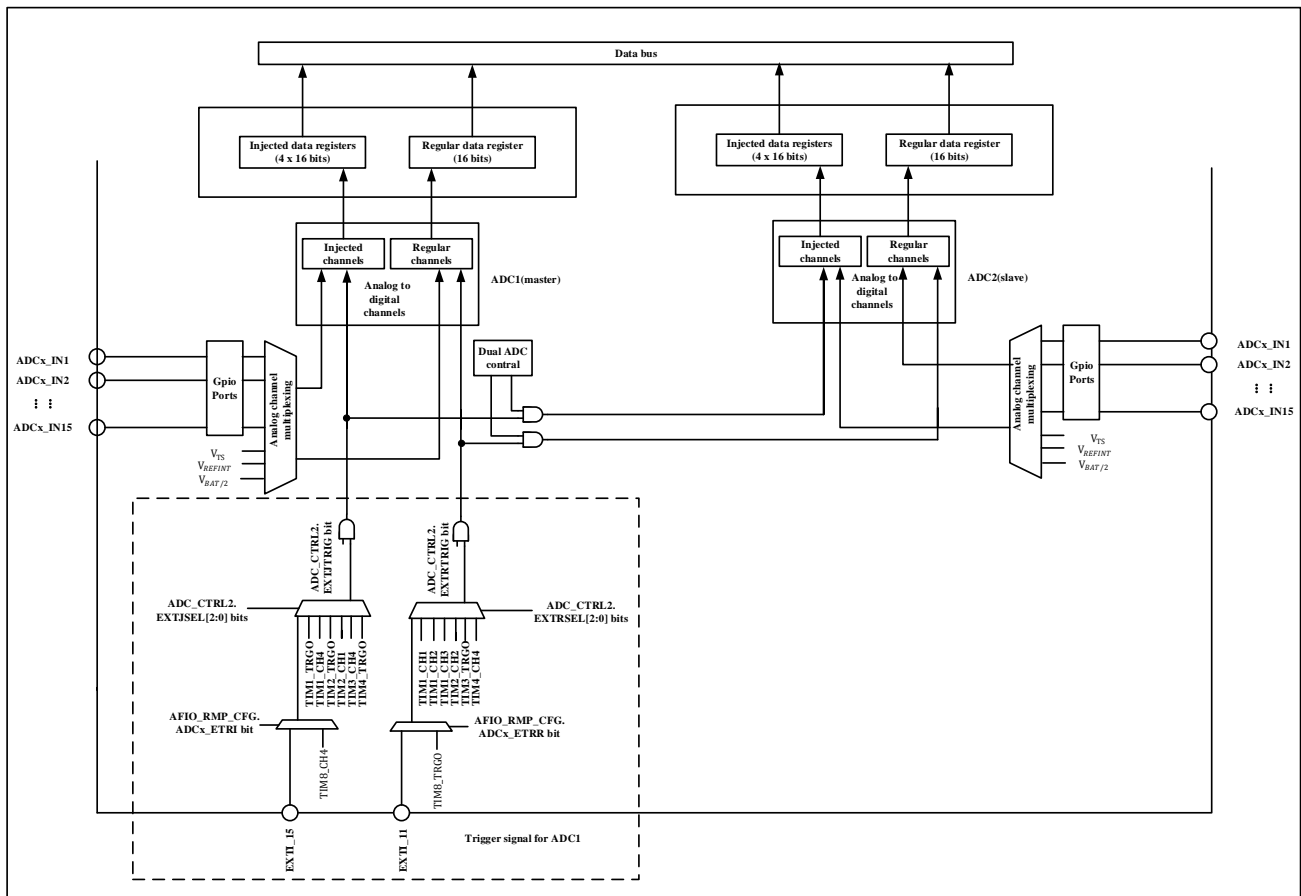 Data bus
Injected data registers
(4 x 16 bits)
Regular data register
(16 bits)
Injected data registers
(4 x 16 bits)
Regular data register
(16 bits)
Injected
channels
Regular
channels
Analog to
digital
channels
ADC1(master)
Injected
channels
Regular
channels
Analog to
digital
channels
ADC2(slave)
ADCx_IN1
ADCx_IN2
ADCx_IN15
Gpio
Ports
Analog channel
multiplexing
VTS
VREFINT
VBAT/2
Dual ADC
contral
Analog channel
multiplexing
Gpio
Ports
ADCx_IN1
ADCx_IN2
ADCx_IN15
VTS
VREFINT
VBAT/2
ADC_CTRL2.
EXTJTRIG bit
ADC_CTRL2.
EXTRTRIG bit
ADC_CTRL2.
EXTJSEL[2:0] bits
ADC_CTRL2.
EXTRSEL[2:0] bits
TIM1_TRGO
TIM1_CH4
TIM2_TRGO
TIM2_CH1
TIM3_CH4
TIM4_TRGO
TIM1_CH1
TIM1_CH2
TIM1_CH3
TIM2_CH2
TIM3_TRGO
TIM4_CH4
AFIO_RMP_CFG.
ADCx_ETRI bit
AFIO_RMP_CFG.
ADCx_ETRR bit
TIM8_CH4
TIM8_TRGO
EXTI_15
EXTI_11
Trigger signal for ADC1